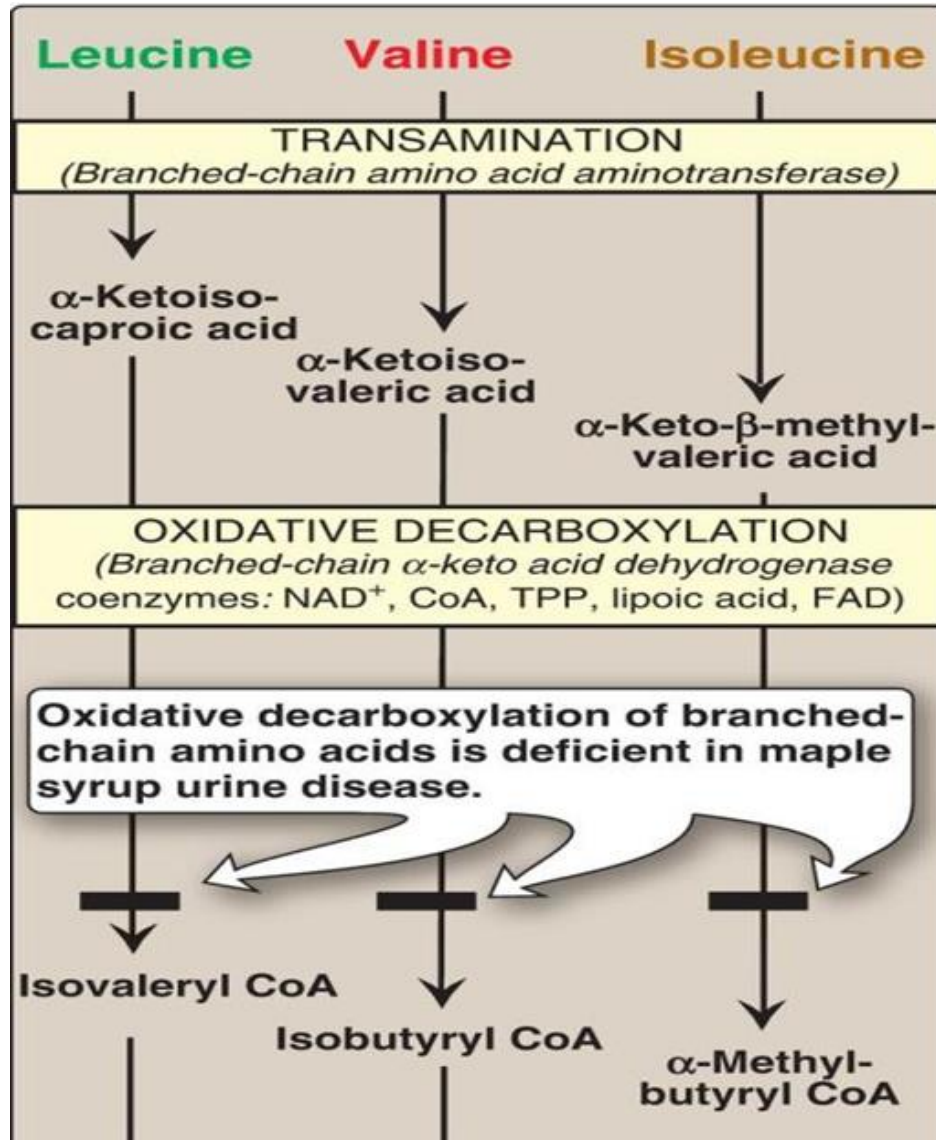 Leucine Valine Isoleucine
TRANSAMINATION
(Branched-chain amino acid aminotransferase)
α-Ketoiso-
caproic acid
α-Ketoiso-
valeric acid
α-Keto-β-methyl-
valeric acid
OXIDATIVE DECARBOXYLATION
(Branched-chain α-keto acid dehydrogenase
coenzymes: NAD⁺, CoA, TPP, lipoic acid, FAD)
Oxidative decarboxylation of branched-
chain amino acids is deficient in maple
syrup urine disease.
Isovaleryl CoA
Isobutyryl CoA
α-Methyl-
butyryl CoA